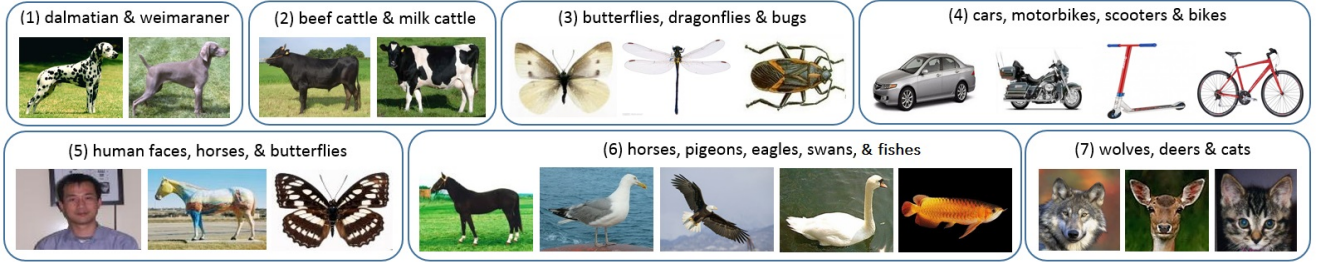 (1) dalmatian & weimaraner
(2) beef cattle & milk cattle
(3) butterflies, dragonflies & bugs
(4) cars, motorbikes, scooters & bikes
(5) human faces, horses, & butterflies
(6) horses, pigeons, eagles, swans, & fishes
(7) wolves, deers & cats